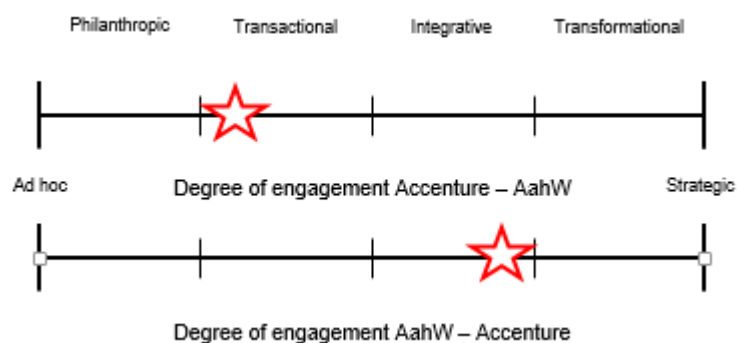 Philanthropic Transactional Integrative Transformational
Ad hoc Degree of engagement Accenture – AahW Strategic
Degree of engagement AahW – Accenture